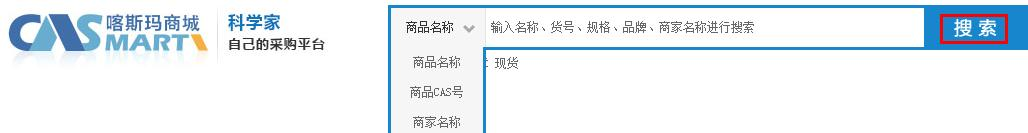 CASMART 喀斯玛商城
科学家
自己的采购平台
商品名称 输入名称、货号、规格、品牌、商家名称进行搜索 搜 索
商品名称 现货
商品CAS号
商家名称